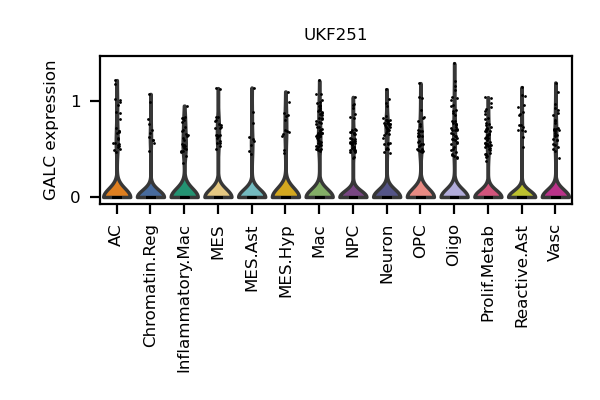 UKF251
GALC expression
1
0
AC
Chromatin.Reg
Inflammatory.Mac
MES
MES.Ast
MES.Hyp
Mac
NPC
Neuron
OPC
Oligo
Prolif.Metab
Reactive.Ast
Vasc